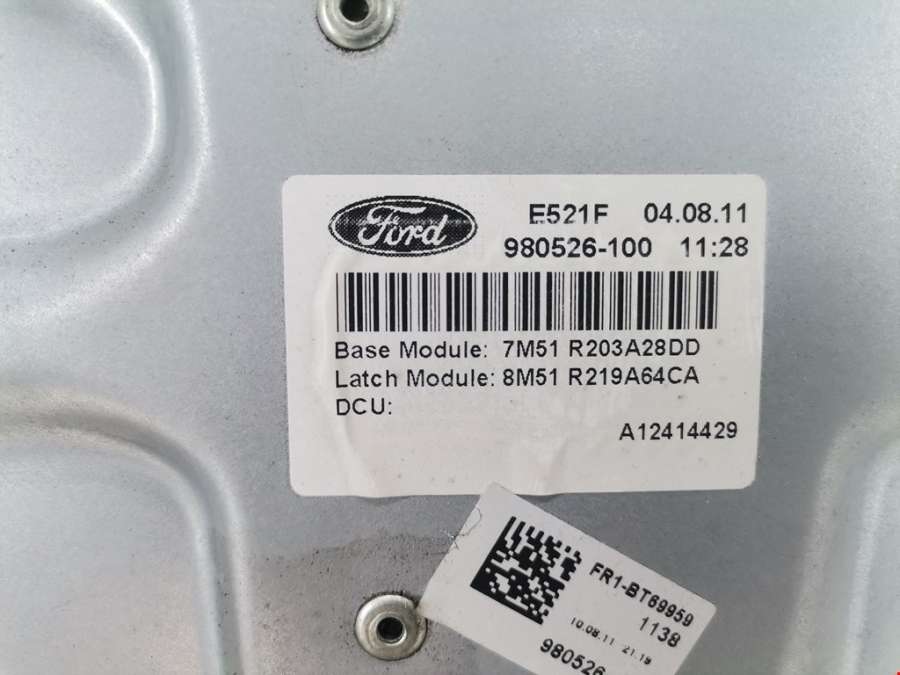 Ford
E521F 04.08.11
980526-100 11:28
Base Module: 7M51 R203A28DD
Latch Module: 8M51 R219A64CA
DCU:
A12414429
FR1-BT69959
1138
10.08.11 21.19
980526